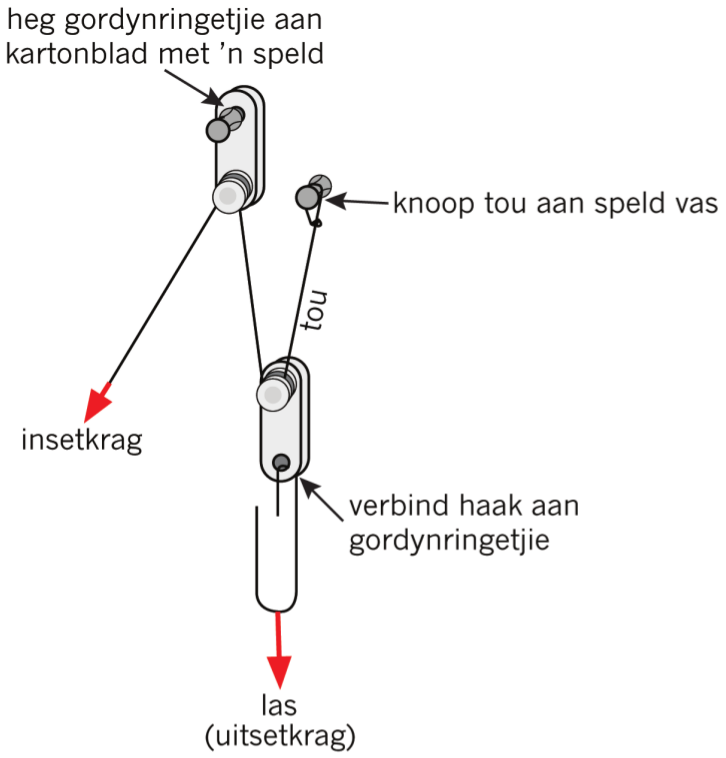 heg gordynringetjie aan
kartonblad met ’n speld
knoop tou aan speld vas
tou
insetkrag
verbind haak aan
gordynringetjie
las
(uitsetkrag)